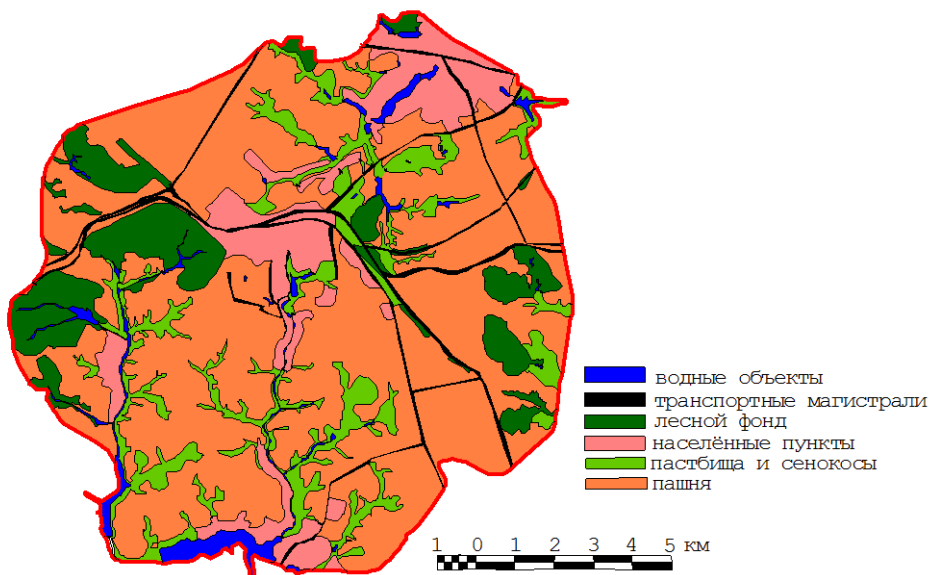 водные объекты
транспортные магистрали
лесной фонд
населённые пункты
пастбища и сенокосы
пашня
1 0 1 2 3 4 5 км